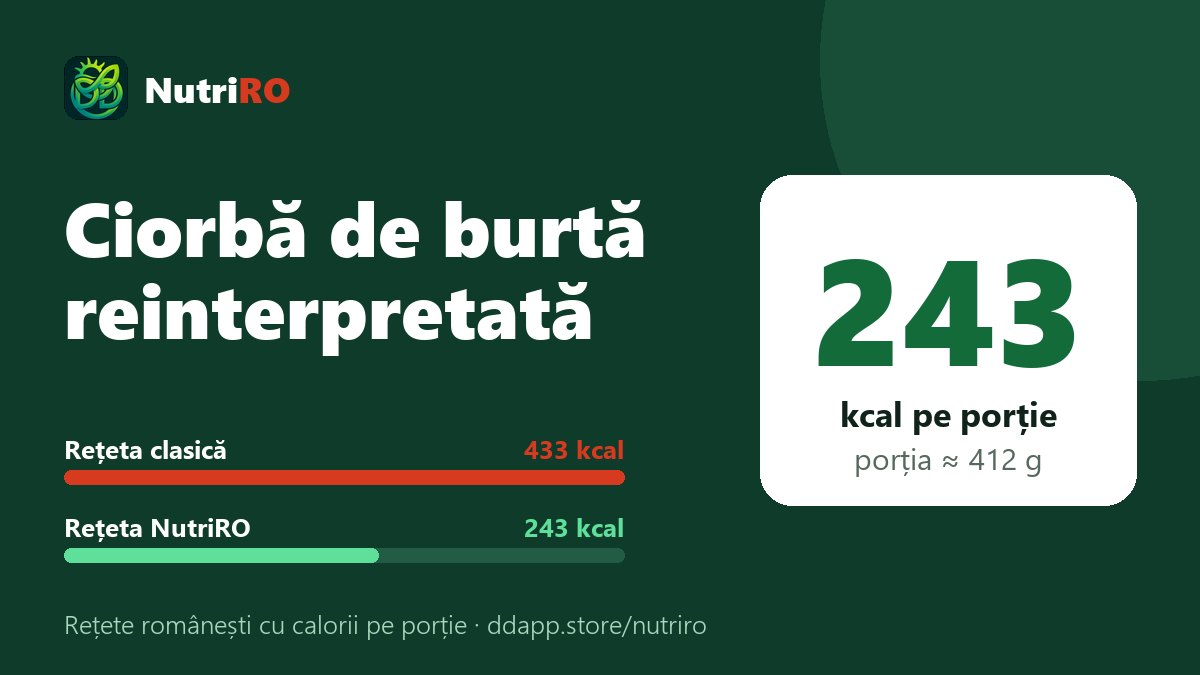 NutriRO
Ciorbă de burtă
reinterpretată
Rețeta clasică 433 kcal
Rețeta NutriRO 243 kcal
243
kcal pe porție
porția ≈ 412 g
Rețete românești cu calorii pe porție · ddapp.store/nutriro